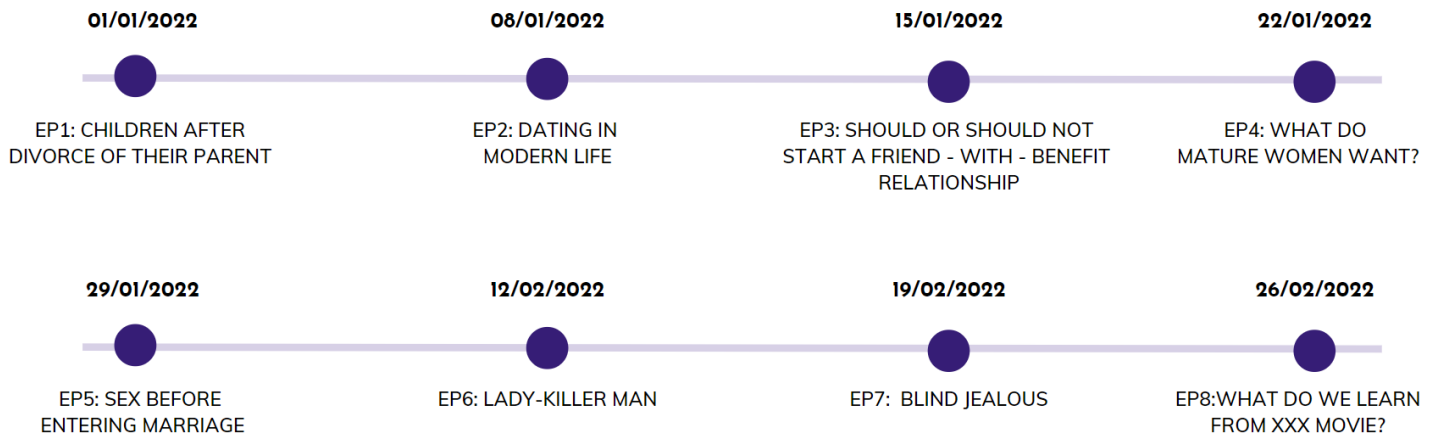 01/01/2022
08/01/2022
15/01/2022
22/01/2022
EP1: CHILDREN AFTER
DIVORCE OF THEIR PARENT
EP2: DATING IN
MODERN LIFE
EP3: SHOULD OR SHOULD NOT
START A FRIEND - WITH - BENEFIT
RELATIONSHIP
EP4: WHAT DO
MATURE WOMEN WANT?
29/01/2022
12/02/2022
19/02/2022
26/02/2022
EP5: SEX BEFORE
ENTERING MARRIAGE
EP6: LADY-KILLER MAN
EP7:  BLIND JEALOUS
EP8:WHAT DO WE LEARN
FROM XXX MOVIE?